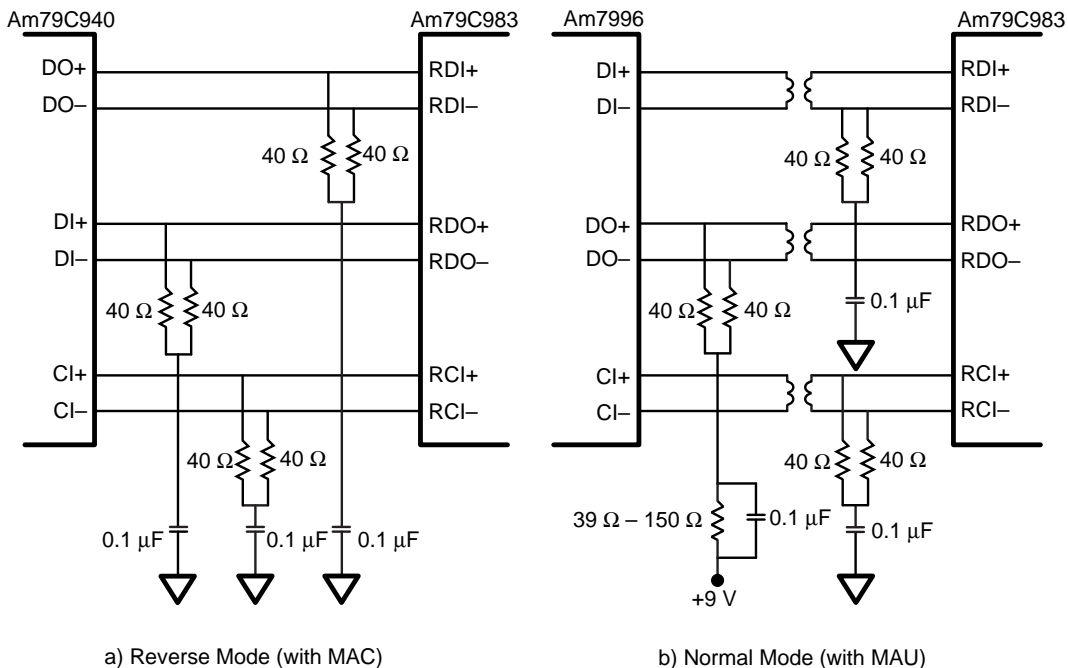 Am79C940
Am79C983
DO+
RDI+
DO–
RDI–
40 Ω
40 Ω
DI+
RDO+
DI–
RDO–
40 Ω
40 Ω
CI+
RCI+
CI–
RCI–
40 Ω
40 Ω
0.1 µF
0.1 µF
0.1 µF
a) Reverse Mode (with MAC)
Am7996
Am79C983
DI+
RDI+
DI–
RDI–
40 Ω
40 Ω
DO+
RDO+
DO–
RDO–
40 Ω
40 Ω
0.1 µF
CI+
RCI+
CI–
RCI–
40 Ω
40 Ω
39 Ω – 150 Ω
0.1 µF
0.1 µF
+9 V
b) Normal Mode (with MAU)